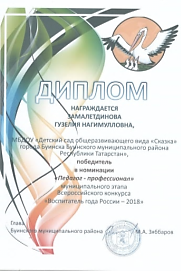 ДИПЛОМ
НАГРАЖДАЕТСЯ
ЗАМАЛЕТДИНОВА
ГУЗЕЛИЯ НАГИМУЛЛОВНА,
МБДОУ «Детский сад общеразвивающего вида «Сказка»
города Буинска Буинского муниципального района
Республики Татарстан»,
победитель
в номинации
«Педагог - профессионал»
муниципального этапа
Всероссийского конкурса
«Воспитатель года России – 2018»
Глава
Буинского муниципального района
М.А. Зяббаров